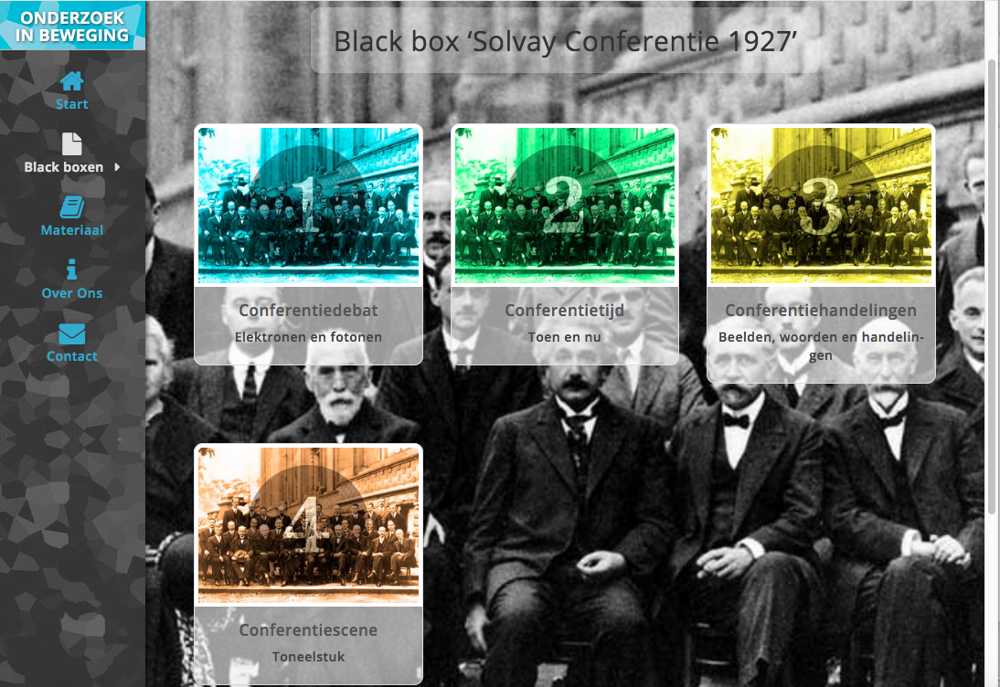 ONDERZOEK
IN BEWEGING
Start
Black boxen
Materiaal
Over Ons
Contact
Black box ‘Solvay Conferentie 1927’
1
Conferentiedebat
Elektronen en fotonen
2
Conferentietijd
Toen en nu
3
Conferentiehandelingen
Beelden, woorden en handelin-
gen
4
Conferentiescene
Toneelstuk